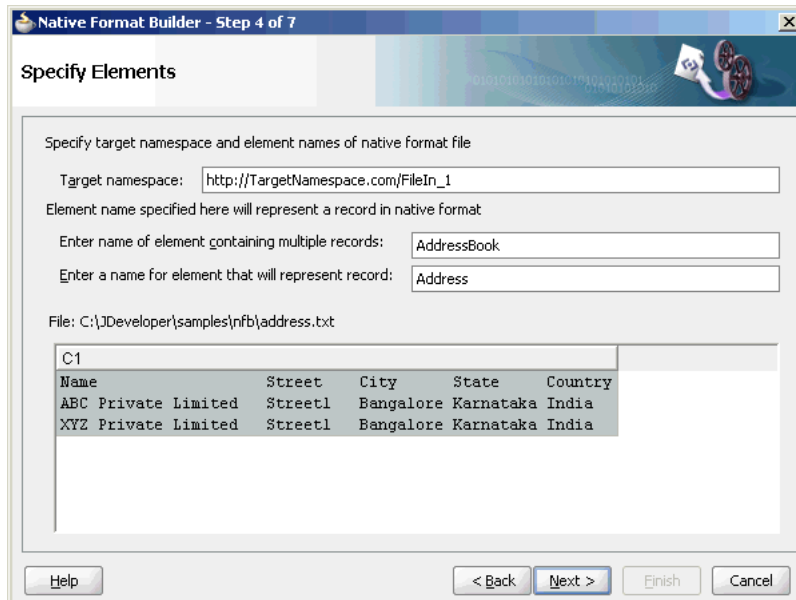 Native Format Builder - Step 4 of 7
Specify Elements
Specify target namespace and element names of native format file
Target namespace: http://TargetNamespace.com/FileIn_1
Element name specified here will represent a record in native format
Enter name of element containing multiple records: AddressBook
Enter a name for element that will represent record: Address
File: C:\JDeveloper\samples\nfb\address.txt
C1
Name Street City State Country
ABC Private Limited Street1 Bangalore Karnataka India
XYZ Private Limited Street1 Bangalore Karnataka India
Help < Back Next > Finish Cancel